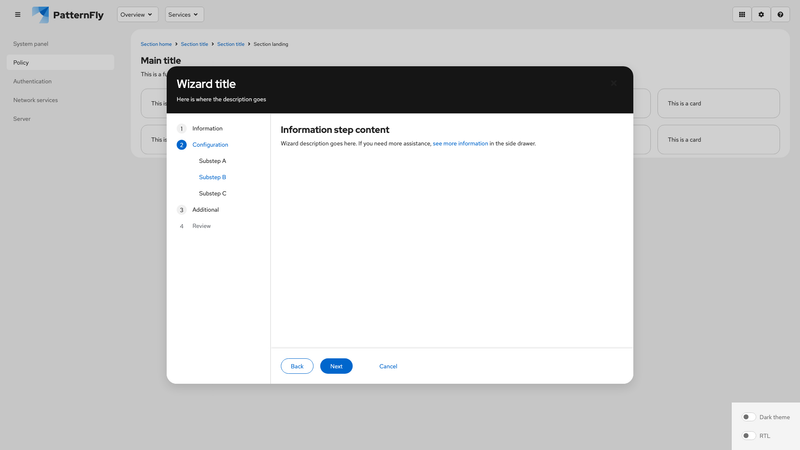 PatternFly
Overview
Services
System panel
Policy
Authentication
Network services
Server
Section home
Section title
Section title
Section landing
Main title
This is a fu
This is
This is a card
This is
This is a card
Wizard title
Here is where the description goes
1 Information
2 Configuration
Substep A
Substep B
Substep C
3 Additional
4 Review
Information step content
Wizard description goes here. If you need more assistance, see more information in the side drawer.
Back
Next
Cancel
Dark theme
RTL